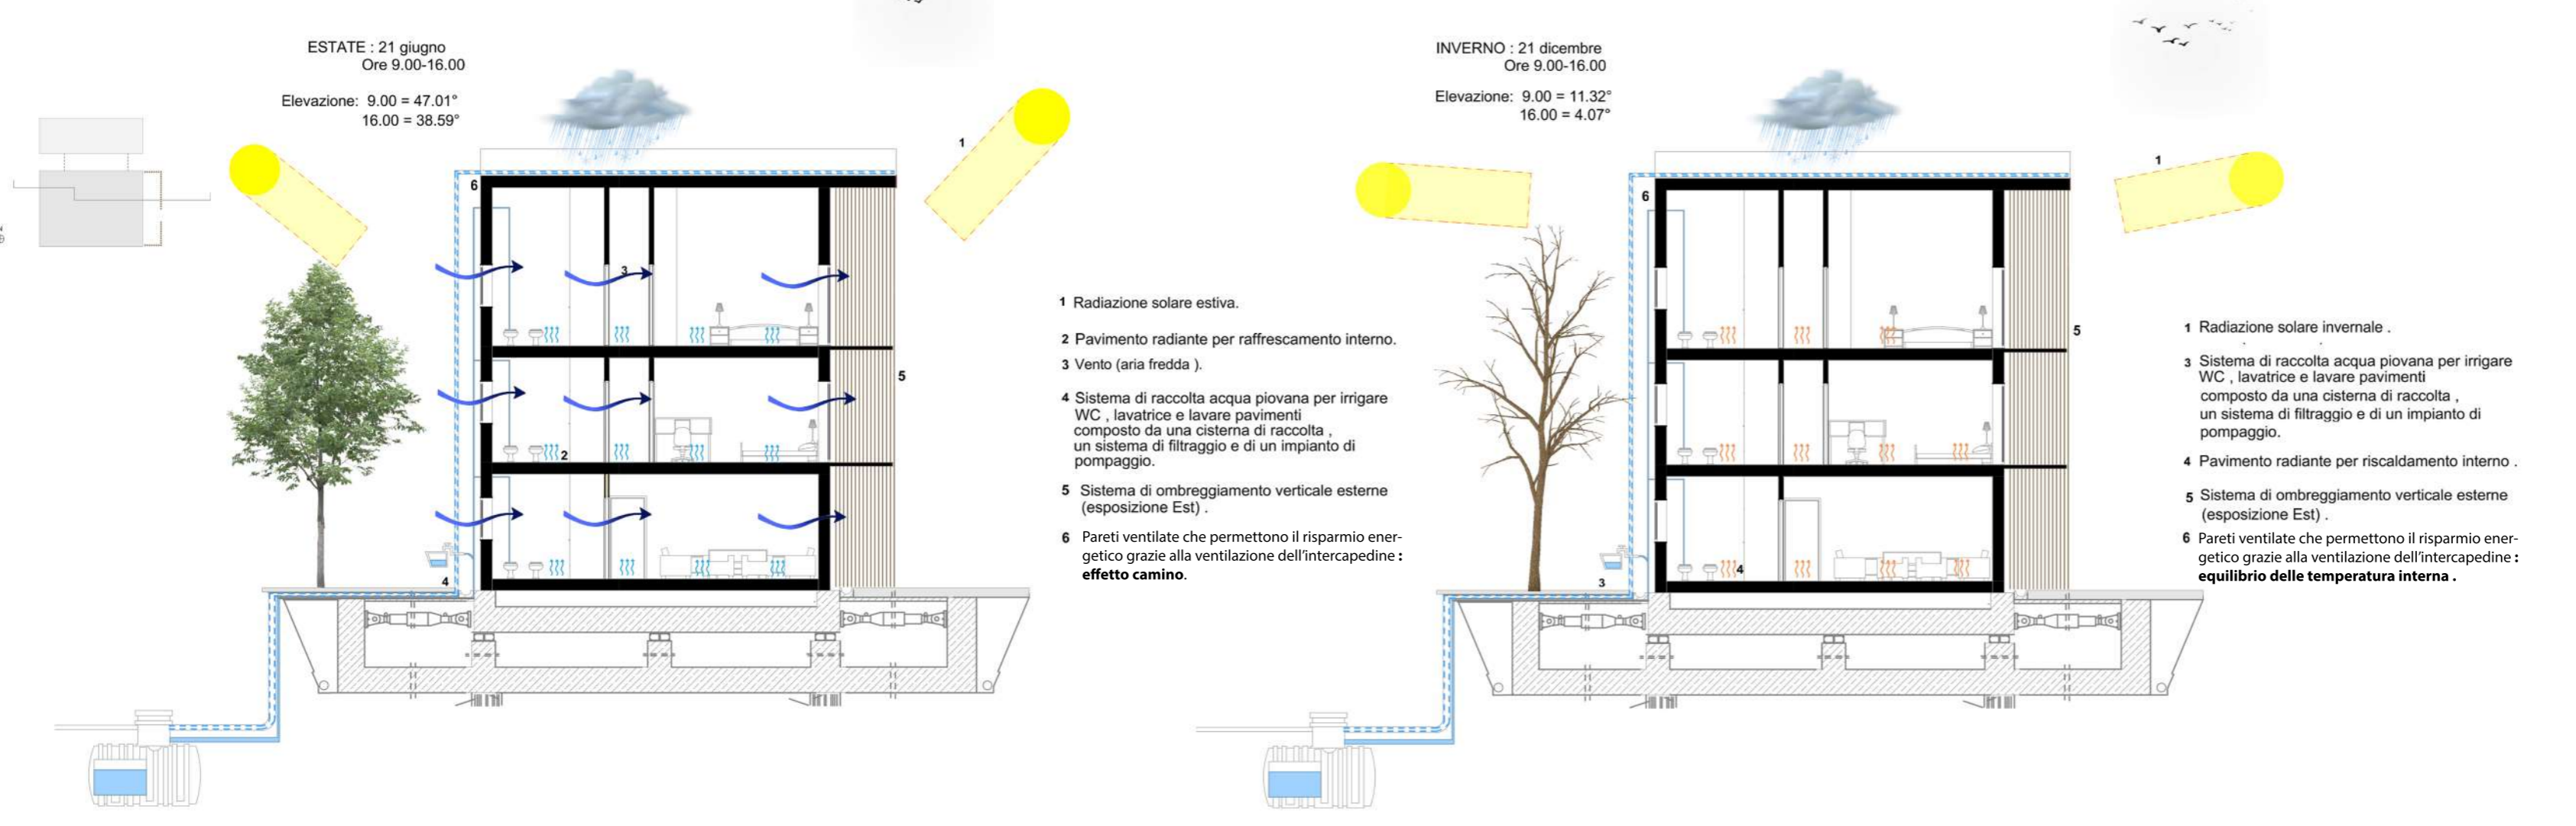 ESTATE : 21 giugno
Ore 9.00-16.00
Elevazione: 9.00 = 47.01°
16.00 = 38.59°
1
6
3
5
2
4
1 Radiazione solare estiva.
2 Pavimento radiante per raffrescamento interno.
3 Vento (aria fredda ).
4 Sistema di raccolta acqua piovana per irrigare
WC , lavatrice e lavare pavimenti
composto da una cisterna di raccolta ,
un sistema di filtraggio e di un impianto di
pompaggio.
5 Sistema di ombreggiamento verticale esterne
(esposizione Est) .
6 Pareti ventilate che permettono il risparmio ener-
getico grazie alla ventilazione dell'intercapedine :
effetto camino.
INVERNO : 21 dicembre
Ore 9.00-16.00
Elevazione: 9.00 = 11.32°
16.00 = 4.07°
1
6
5
4
3
1 Radiazione solare invernale .
3 Sistema di raccolta acqua piovana per irrigare
WC , lavatrice e lavare pavimenti
composto da una cisterna di raccolta ,
un sistema di filtraggio e di un impianto di
pompaggio.
4 Pavimento radiante per riscaldamento interno .
5 Sistema di ombreggiamento verticale esterne
(esposizione Est) .
6 Pareti ventilate che permettono il risparmio ener-
getico grazie alla ventilazione dell'intercapedine :
equilibrio delle temperatura interna .